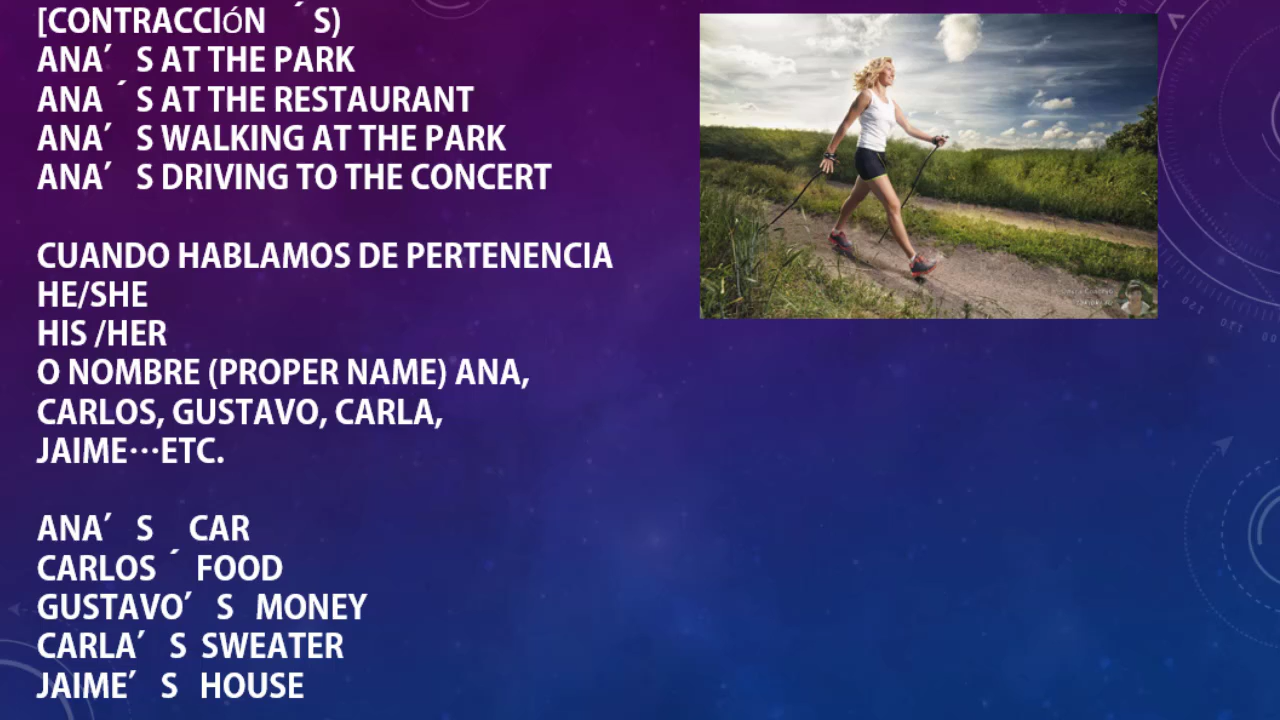 [CONTRACCIÓN ´ S)
ANA´ S AT THE PARK
ANA ´ S AT THE RESTAURANT
ANA´ S WALKING AT THE PARK
ANA´ S DRIVING TO THE CONCERT
CUANDO HABLAMOS DE PERTENENCIA
HE/SHE
HIS /HER
O NOMBRE (PROPER NAME) ANA,
CARLOS, GUSTAVO, CARLA,
JAIME…ETC.
ANA´ S CAR
CARLOS ´ FOOD
GUSTAVO´ S MONEY
CARLA´ S SWEATER
JAIME´ S HOUSE